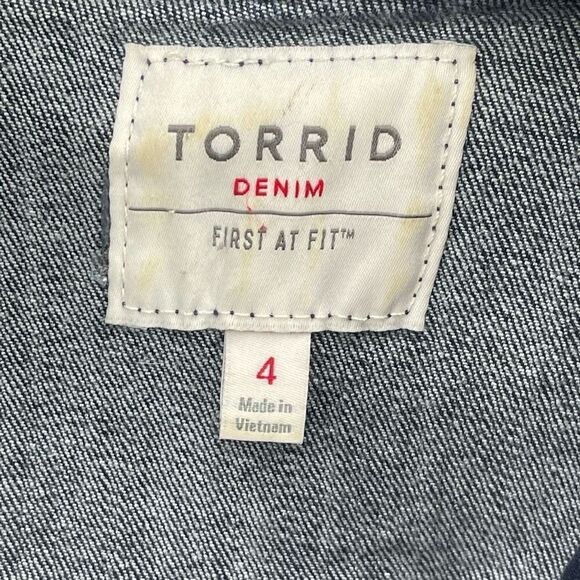 TORRID
DENIM
FIRST AT FIT™
4
Made in
Vietnam